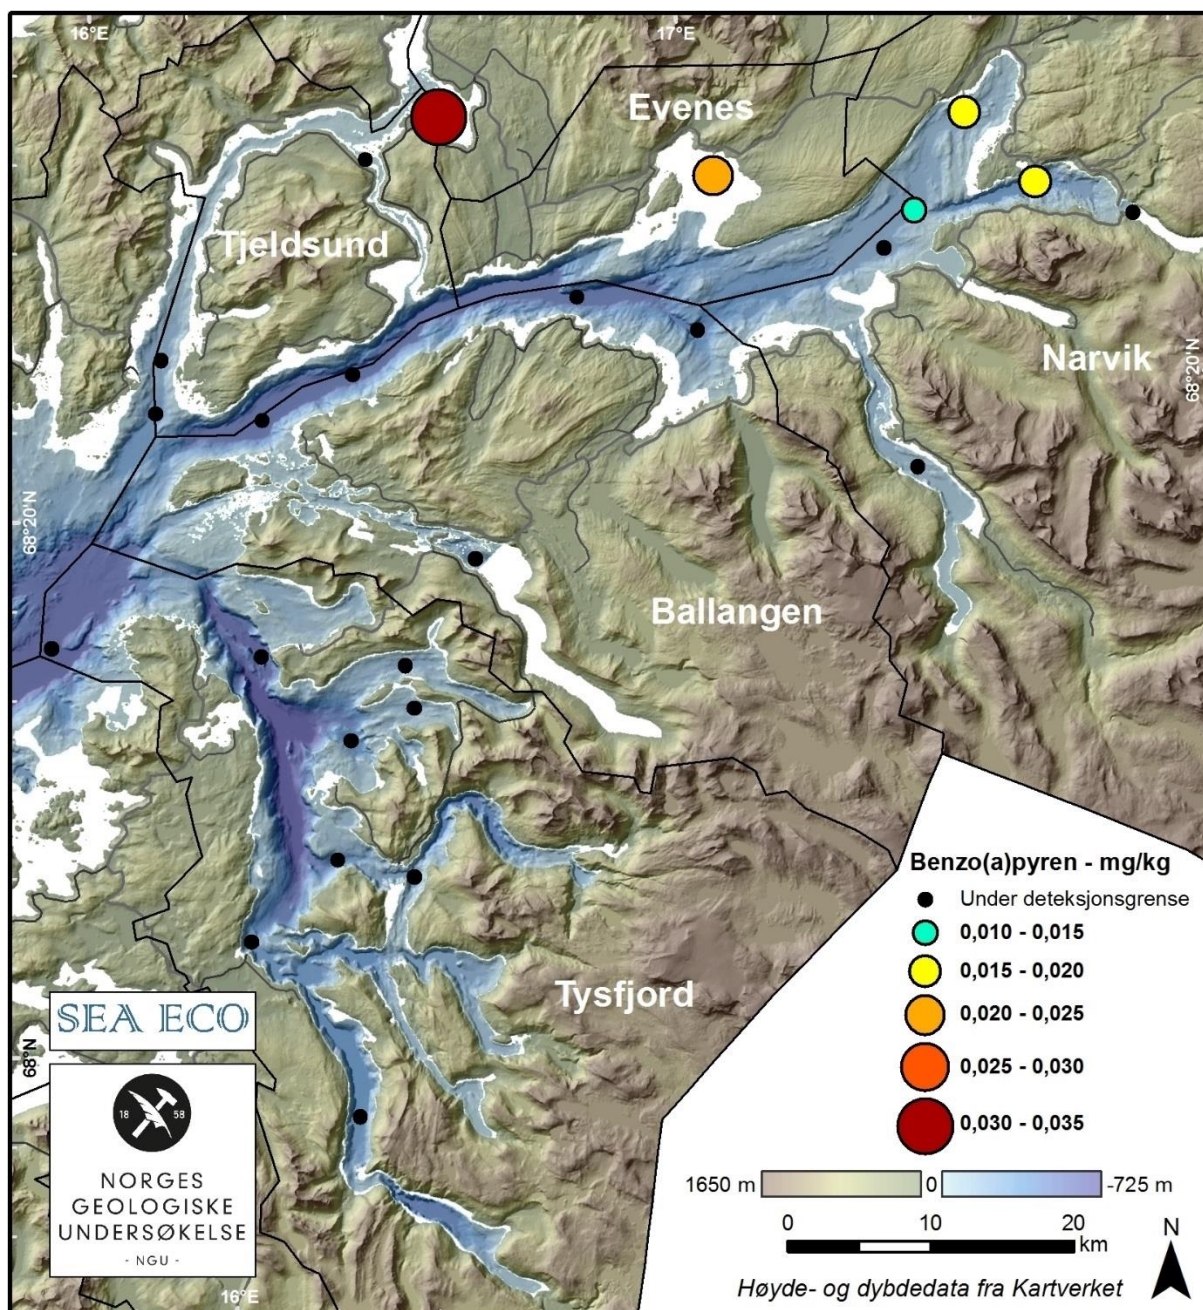 16°E
17°E
Evenes
Tjeldsund
Narvik
68°20'N
68°20'N
Ballangen
Tysfjord
68°N
16°E
SEA ECO
18 58
NORGES
GEOLOGISKE
UNDERSØKELSE
- NGU -
Benzo(a)pyren - mg/kg
Under deteksjonsgrense
0,010 - 0,015
0,015 - 0,020
0,020 - 0,025
0,025 - 0,030
0,030 - 0,035
1650 m 0 -725 m
0 10 20
km
N
Høyde- og dybdedata fra Kartverket